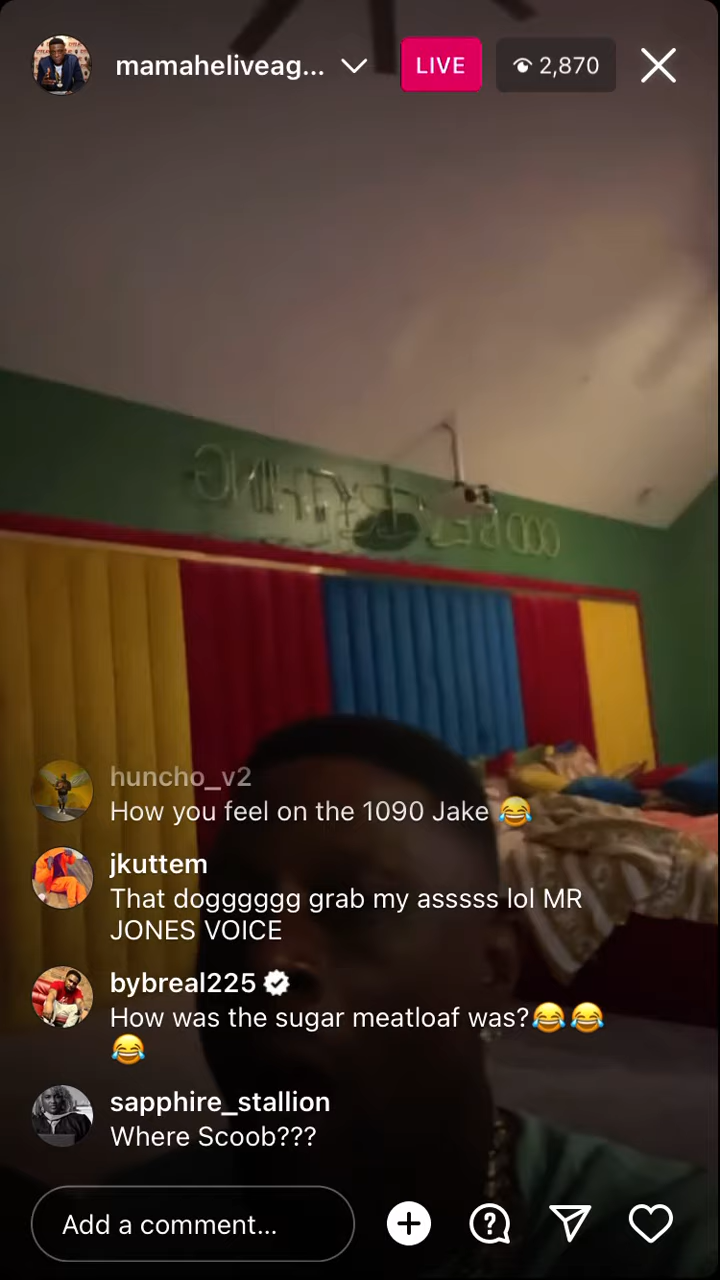 mamaheliveag...
LIVE
2,870
huncho_v2
How you feel on the 1090 Jake 😂
jkuttem
That dogggggg grab my asssss lol MR
JONES VOICE
bybreal225
How was the sugar meatloaf was?😂😂
😂
sapphire_stallion
Where Scoob???
Add a comment...